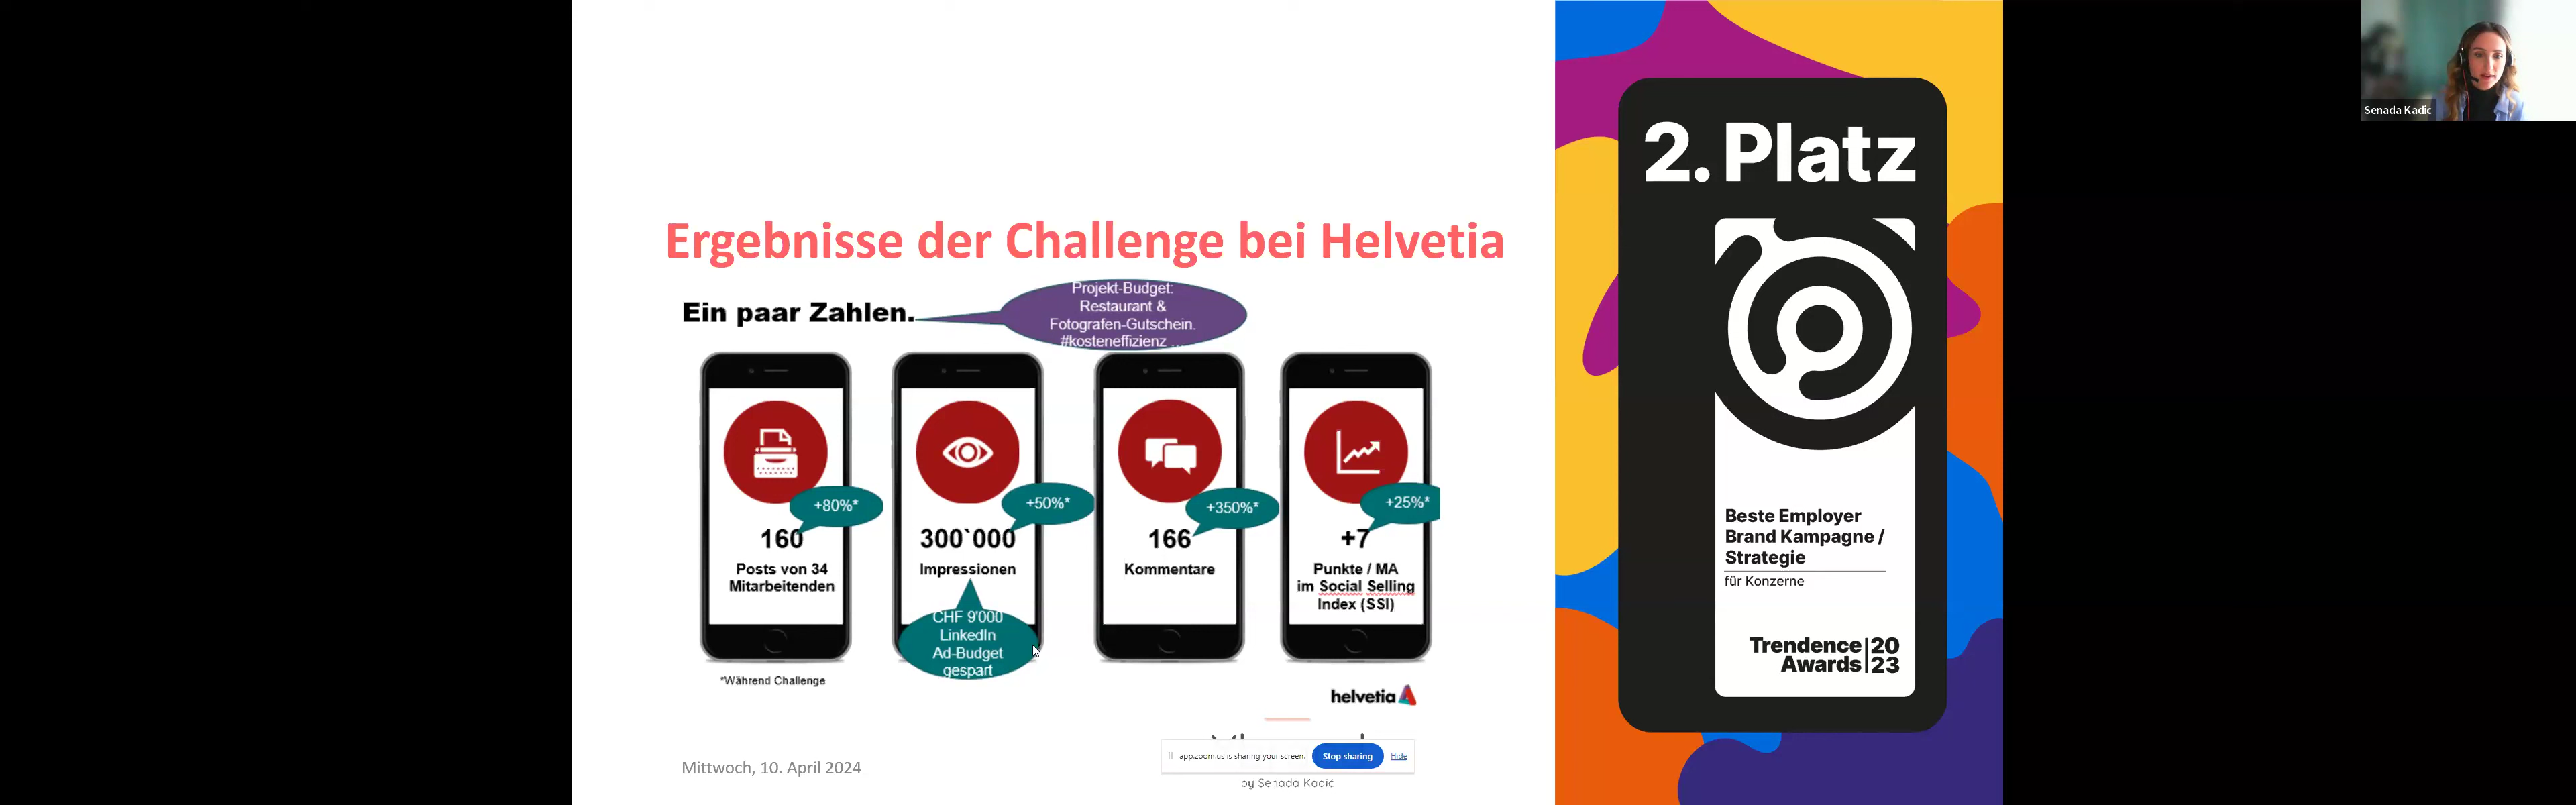 Ergebnisse der Challenge bei Helvetia
Ein paar Zahlen.
Projekt-Budget:
Restaurant &
Fotografen-Gutschein.
#kosteneffizienz ...
+80%*
160
Posts von 34
Mitarbeitenden
+50%*
300`000
Impressionen
CHF 9'000
LinkedIn
Ad-Budget
gespart
+350%*
166
Kommentare
+25%*
+7
Punkte / MA
im Social Selling
Index (SSI)
*Während Challenge
helvetia
Mittwoch, 10. April 2024
app.zoom.us is sharing your screen.
Stop sharing
Hide
by Senada Kadić
2. Platz
Beste Employer
Brand Kampagne /
Strategie
für Konzerne
Trendence 20
Awards 23
Senada Kadic